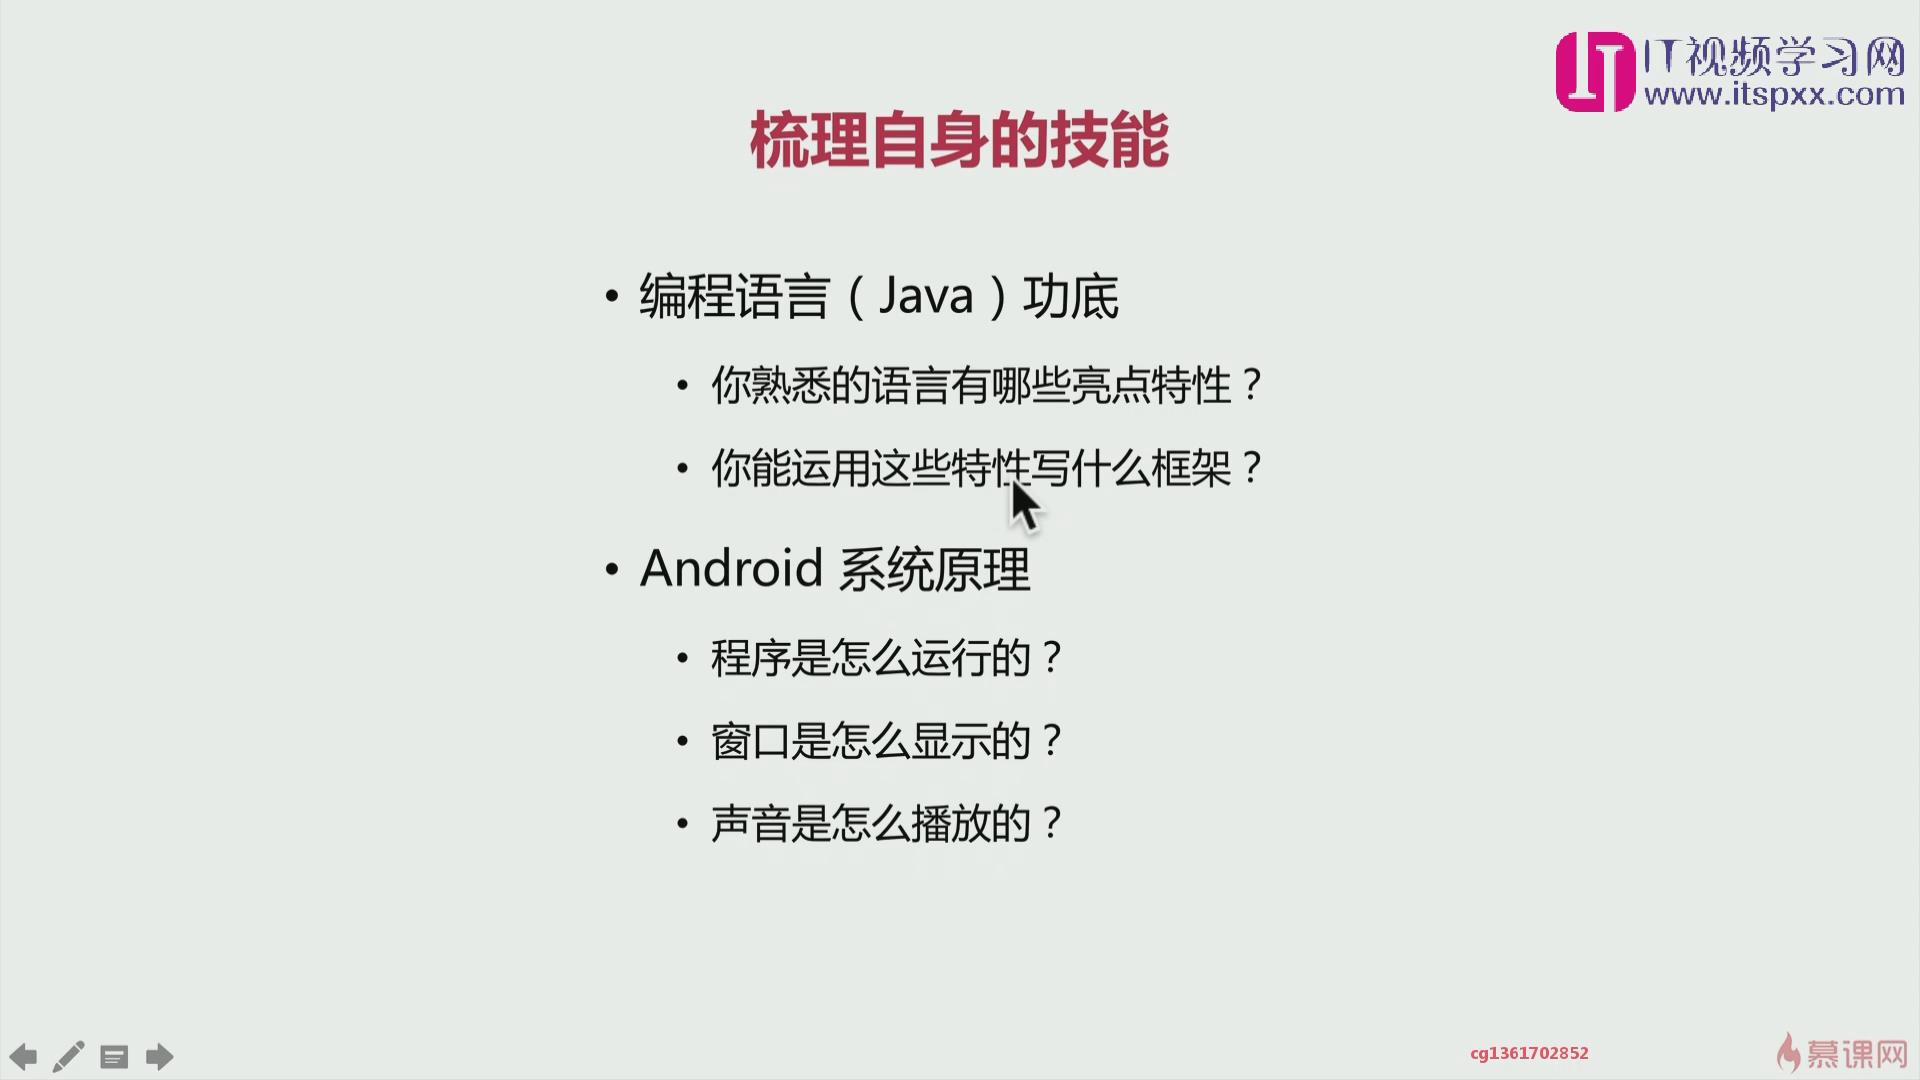 IT视频学习网
www.itspxx.com
梳理自身的技能
• 编程语言（Java）功底
• 你熟悉的语言有哪些亮点特性？
• 你能运用这些特性写什么框架？
• Android 系统原理
• 程序是怎么运行的？
• 窗口是怎么显示的？
• 声音是怎么播放的？
cg1361702852
慕课网